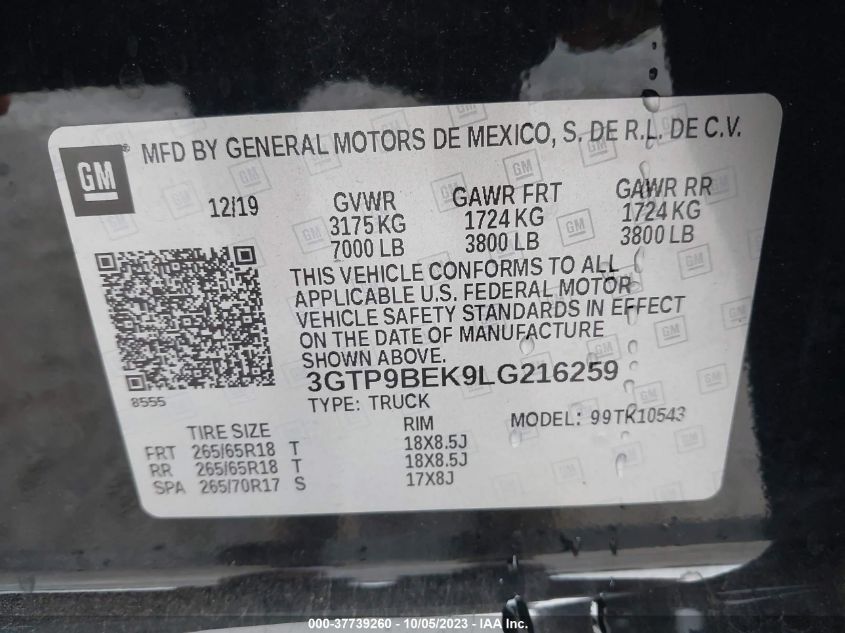 GM ® MFD BY GENERAL MOTORS DE MEXICO, S. DE R.L. DE C.V.
12/19 GVWR GAWR FRT GAWR RR
3175 KG 1724 KG 1724 KG
7000 LB 3800 LB 3800 LB
THIS VEHICLE CONFORMS TO ALL
APPLICABLE U.S. FEDERAL MOTOR
VEHICLE SAFETY STANDARDS IN EFFECT
ON THE DATE OF MANUFACTURE
SHOWN ABOVE.
8555
3GTP9BEK9LG216259
TYPE: TRUCK
MODEL: 99TK10543
TIRE SIZE RIM
FRT 265/65R18 T 18X8.5J
RR 265/65R18 T 18X8.5J
SPA 265/70R17 S 17X8J
000-37739260 - 10/05/2023 - IAA Inc.